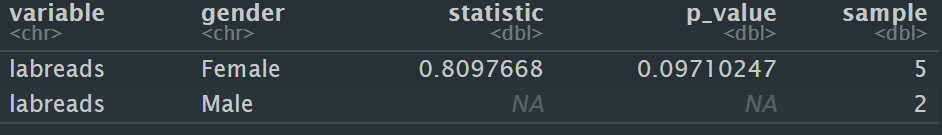 variable gender statistic p_value sample
<chr> <chr> <dbl> <dbl> <dbl>
labreads Female 0.8097668 0.09710247 5
labreads Male NA NA 2